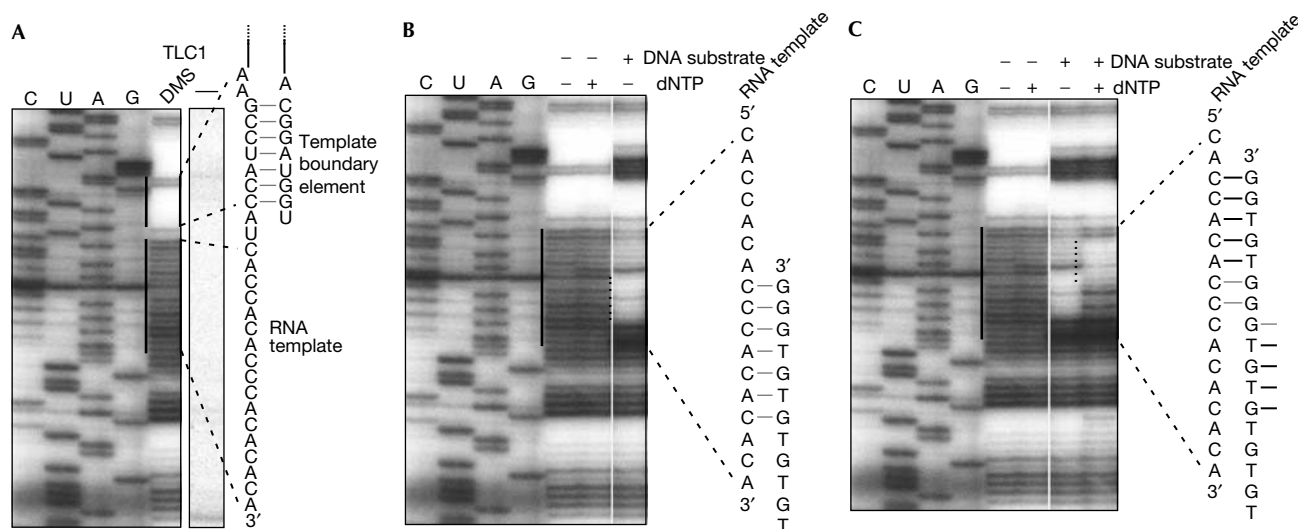 A
TLC1
C U A G DMS —
A A G C C U A C C A U C A C C A C A C C C A C A C A C A 3′
A C G G A U G G U
Template
boundary
element
RNA
template
B
+ DNA substrate
– – – dNTP
C U A G – + –
RNA template
5′ C A C C A C A C C C A C A C A C A 3′
3′ G G G T G T G T G T G T
C
– – + + DNA substrate
C U A G – + – + dNTP
RNA template
5′ C A C C A C A C C C A C A C A C A 3′
3′ G G T G T G G G T G T G T G T G T